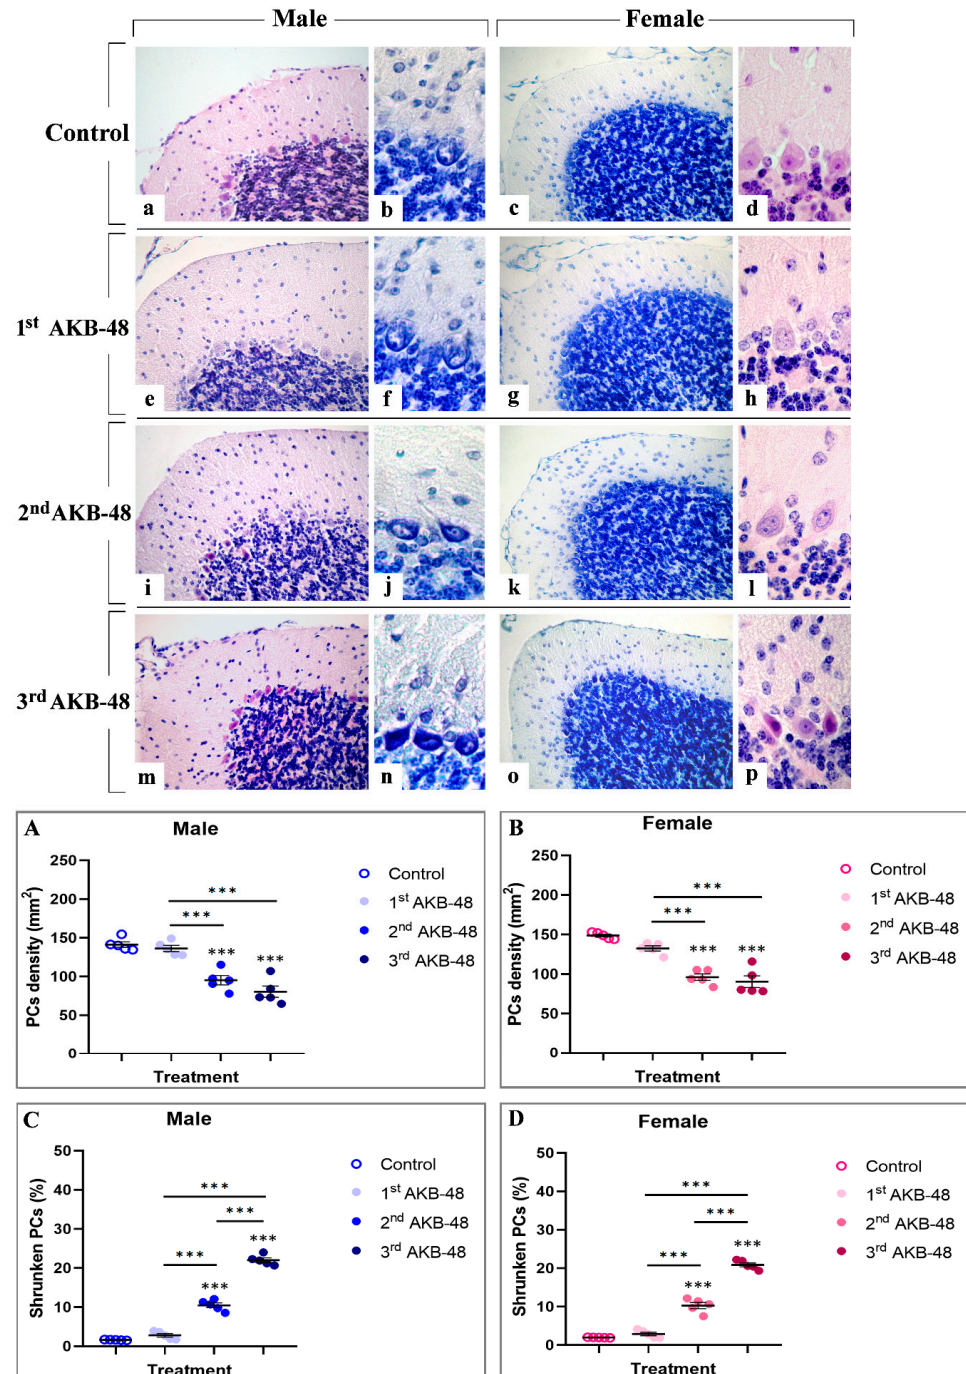 Male Female
Control
a b c d
1st AKB-48
e f g h
2nd AKB-48
i j k l
3rd AKB-48
m n o p
A Male
PCs density (mm2)
250
200
150
100
50
0
***
***
*** ***
Treatment
Control
1st AKB-48
2nd AKB-48
3rd AKB-48
B Female
PCs density (mm2)
250
200
150
100
50
0
***
***
*** ***
Treatment
Control
1st AKB-48
2nd AKB-48
3rd AKB-48
C Male
Shrunken PCs (%)
50
40
30
20
10
0
***
***
***
***
***
Treatment
Control
1st AKB-48
2nd AKB-48
3rd AKB-48
D Female
Shrunken PCs (%)
50
40
30
20
10
0
***
***
***
***
***
Treatment
Control
1st AKB-48
2nd AKB-48
3rd AKB-48